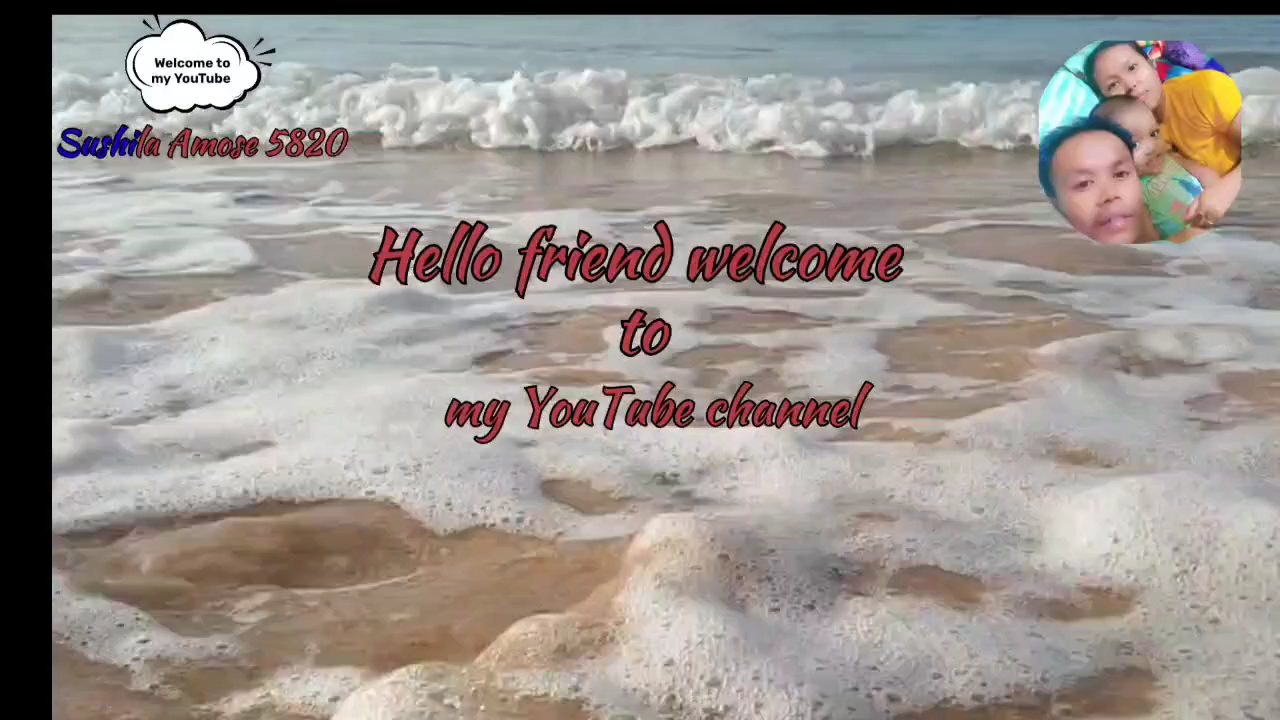 Welcome to
my YouTube
Sushila Amose 5820
Hello friend welcome
to
my YouTube channel